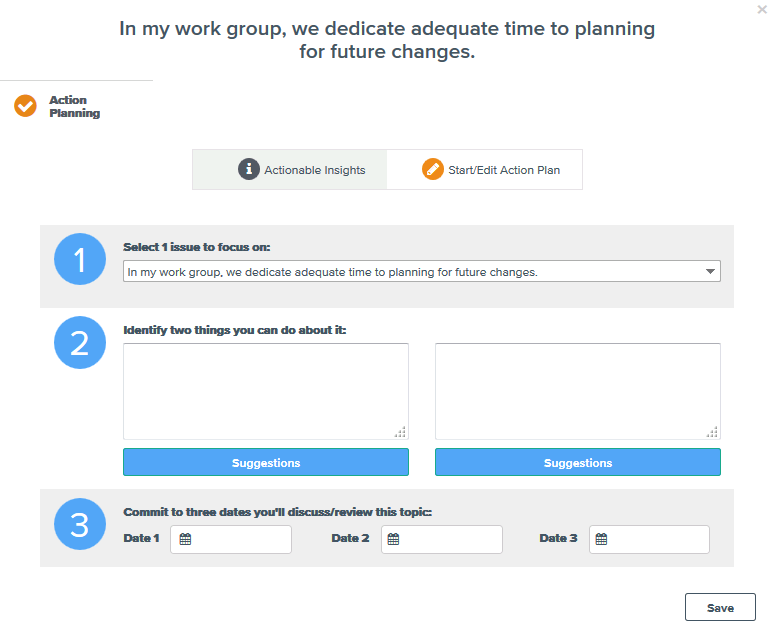 In my work group, we dedicate adequate time to planning
for future changes.
Action
Planning
Actionable Insights
Start/Edit Action Plan
1
Select 1 issue to focus on:
In my work group, we dedicate adequate time to planning for future changes.
2
Identify two things you can do about it:
Suggestions
Suggestions
3
Commit to three dates you'll discuss/review this topic:
Date 1
Date 2
Date 3
Save